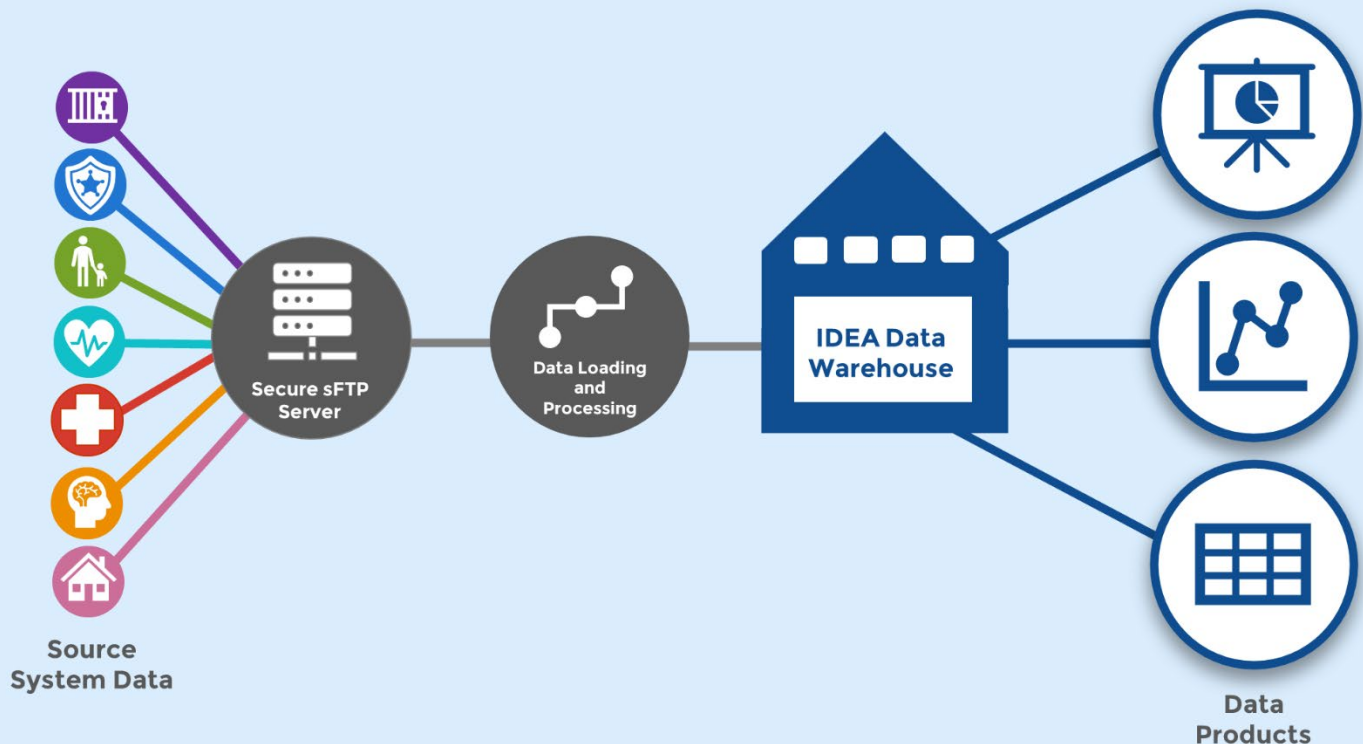 Secure sFTP
Server
Data Loading
and
Processing
IDEA Data
Warehouse
Source
System Data
Data
Products